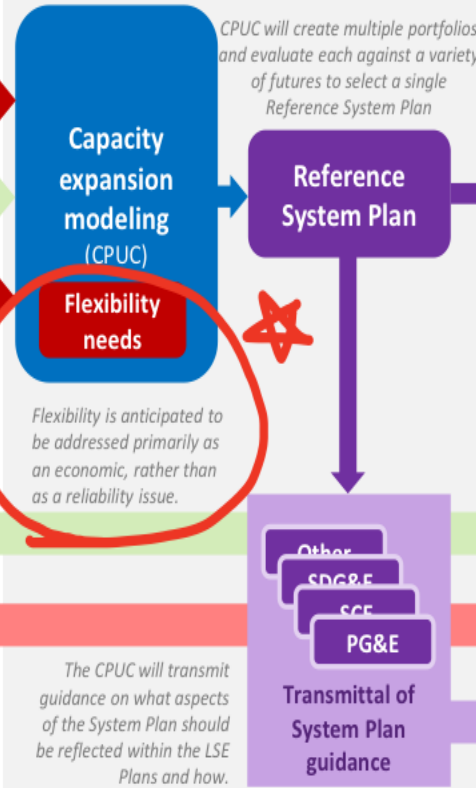 CPUC will create multiple portfolios
and evaluate each against a variety
of futures to select a single
Reference System Plan
Capacity
expansion
modeling
(CPUC)
Reference
System Plan
Flexibility
needs
Flexibility is anticipated to
be addressed primarily as
an economic, rather than
as a reliability issue.
Other
SDG&E
SCE
PG&E
The CPUC will transmit
guidance on what aspects
of the System Plan should
be reflected within the LSE
Plans and how.
Transmittal of
System Plan
guidance